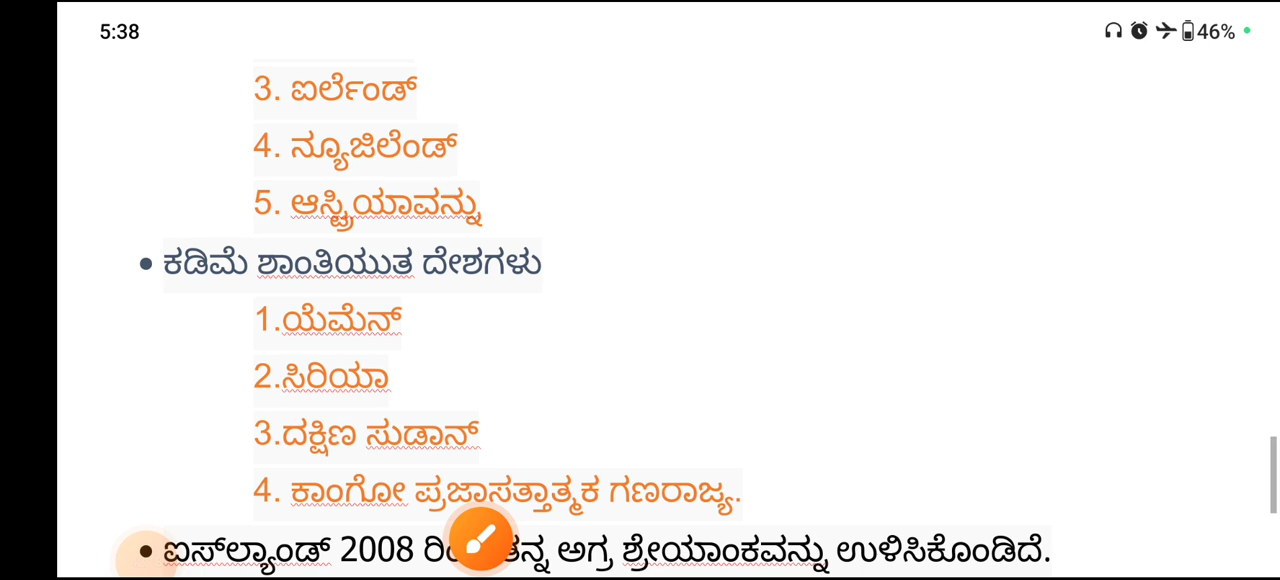 5:38
46%
3. ಐರ್ಲೆಂಡ್
4. ನ್ಯೂಜಿಲೆಂಡ್
5. ಆಸ್ಟ್ರಿಯಾವನ್ನು
• ಕಡಿಮೆ ಶಾಂತಿಯುತ ದೇಶಗಳು
1.ಯೆಮೆನ್
2.ಸಿರಿಯಾ
3.ದಕ್ಷಿಣ ಸುಡಾನ್
4. ಕಾಂಗೋ ಪ್ರಜಾಸತ್ತಾತ್ಮಕ ಗಣರಾಜ್ಯ.
• ಐಸ್‌ಲ್ಯಾಂಡ್ 2008 ಅಗ್ರ ಶ್ರೇಯಾಂಕವನ್ನು ಉಳಿಸಿಕೊಂಡಿದೆ.